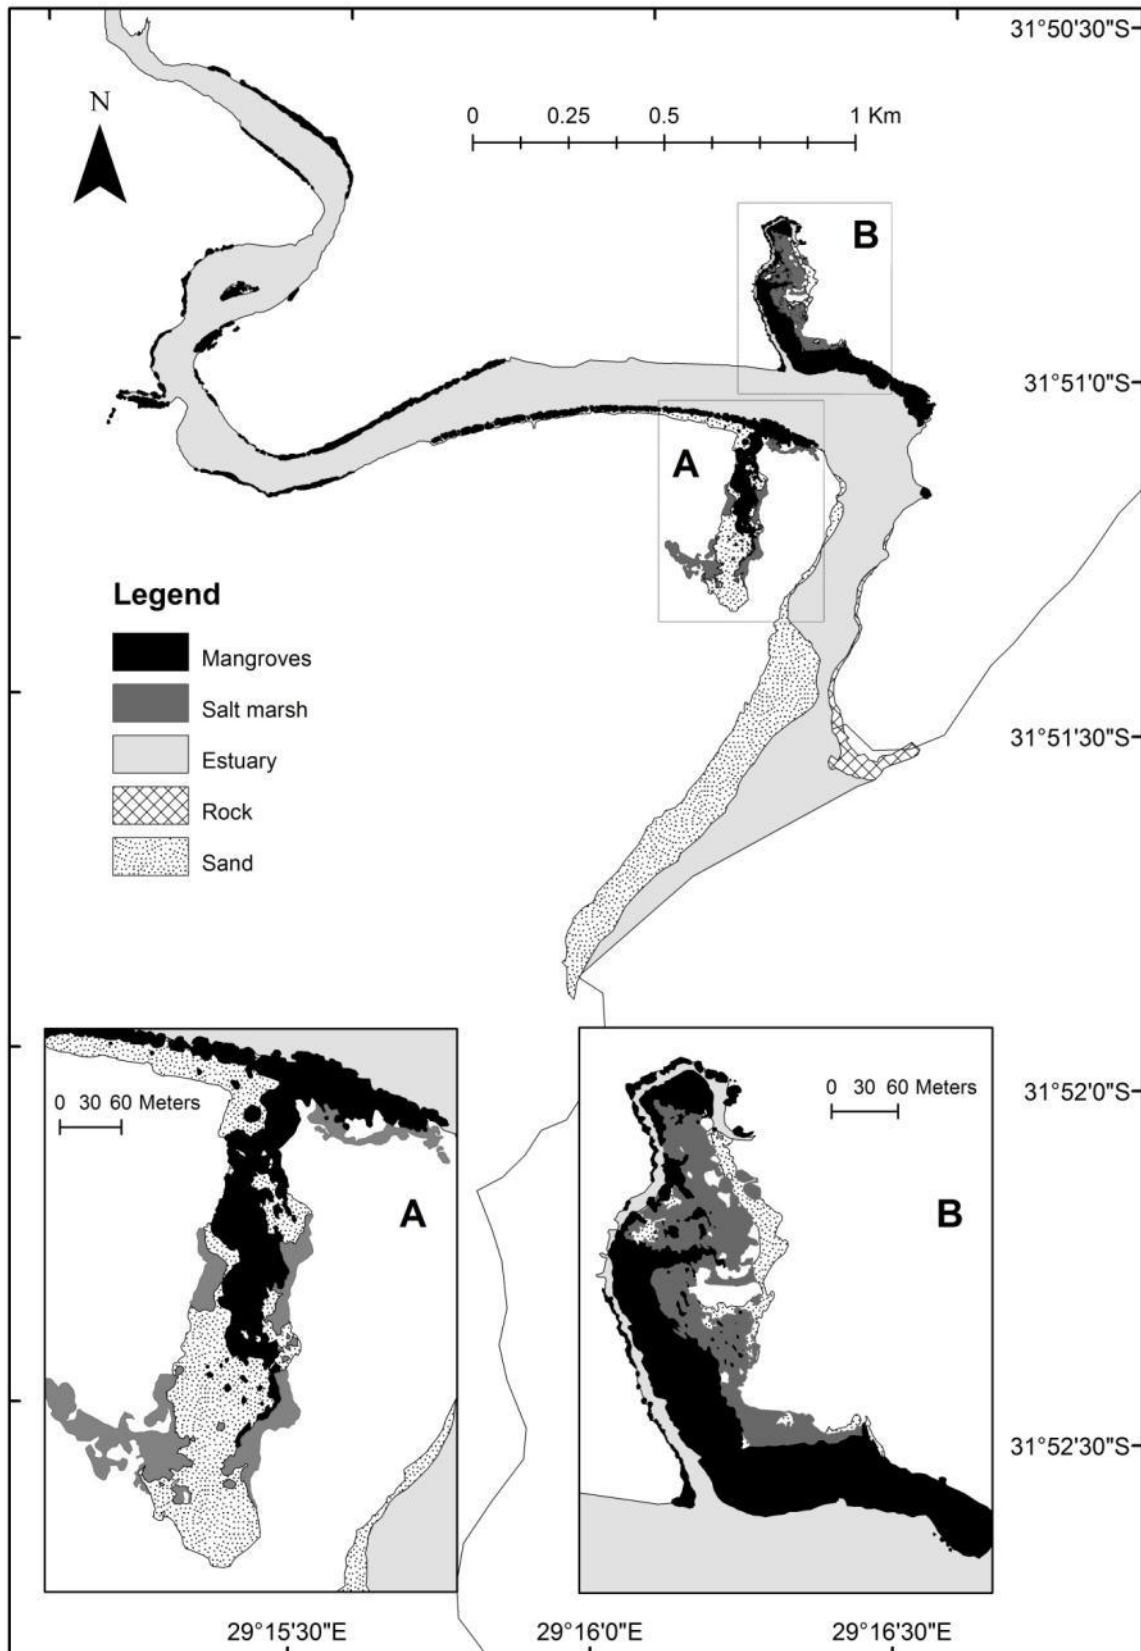 31°50'30"S
N
0 0.25 0.5 1 Km
B
31°51'0"S
A
Legend
Mangroves
Salt marsh
Estuary
Rock
Sand
31°51'30"S
0 30 60 Meters
A
0 30 60 Meters
B
31°52'0"S
31°52'30"S
29°15'30"E 29°16'0"E 29°16'30"E